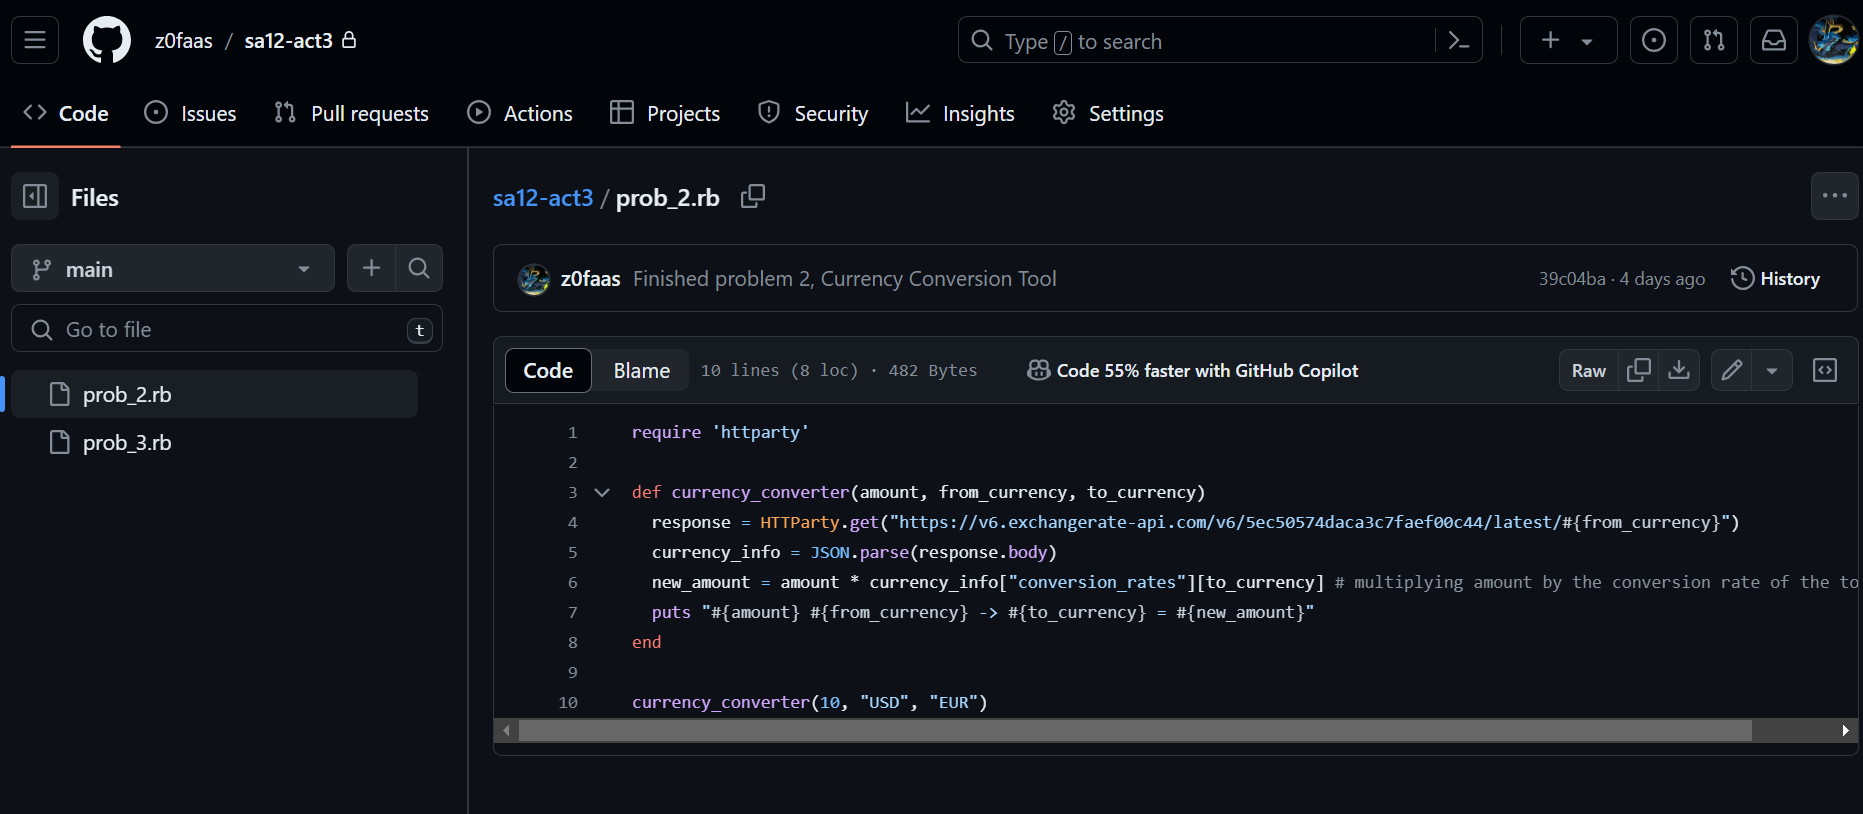 z0faas / sa12-act3
Type / to search
Code Issues Pull requests Actions Projects Security Insights Settings
Files
main
Go to file t
prob_2.rb
prob_3.rb
sa12-act3 / prob_2.rb
z0faas Finished problem 2, Currency Conversion Tool 39c04ba · 4 days ago History
Code Blame 10 lines (8 loc) · 482 Bytes Code 55% faster with GitHub Copilot Raw
1 require 'httparty'
2
3 def currency_converter(amount, from_currency, to_currency)
4 response = HTTParty.get("https://v6.exchangerate-api.com/v6/5ec50574daca3c7faef00c44/latest/#{from_currency}")
5 currency_info = JSON.parse(response.body)
6 new_amount = amount * currency_info["conversion_rates"][to_currency] # multiplying amount by the conversion rate of the to
7 puts "#{amount} #{from_currency} -> #{to_currency} = #{new_amount}"
8 end
9
10 currency_converter(10, "USD", "EUR")